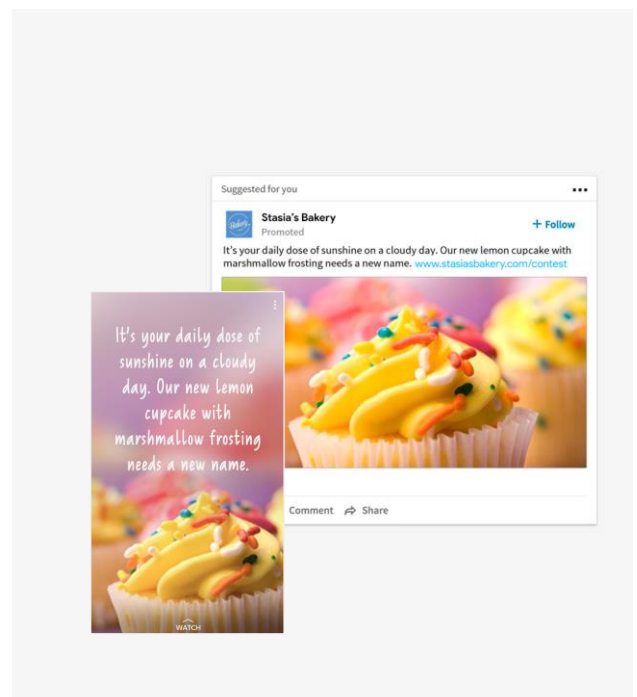 Suggested for you
Bakery
Stasia's Bakery
Promoted
+ Follow
It's your daily dose of sunshine on a cloudy day. Our new lemon cupcake with
marshmallow frosting needs a new name. www.stasiasbakery.com/contest
Comment
Share
It's your daily dose of
sunshine on a cloudy
day. Our new lemon
cupcake with
marshmallow frosting
needs a new name.
WATCH